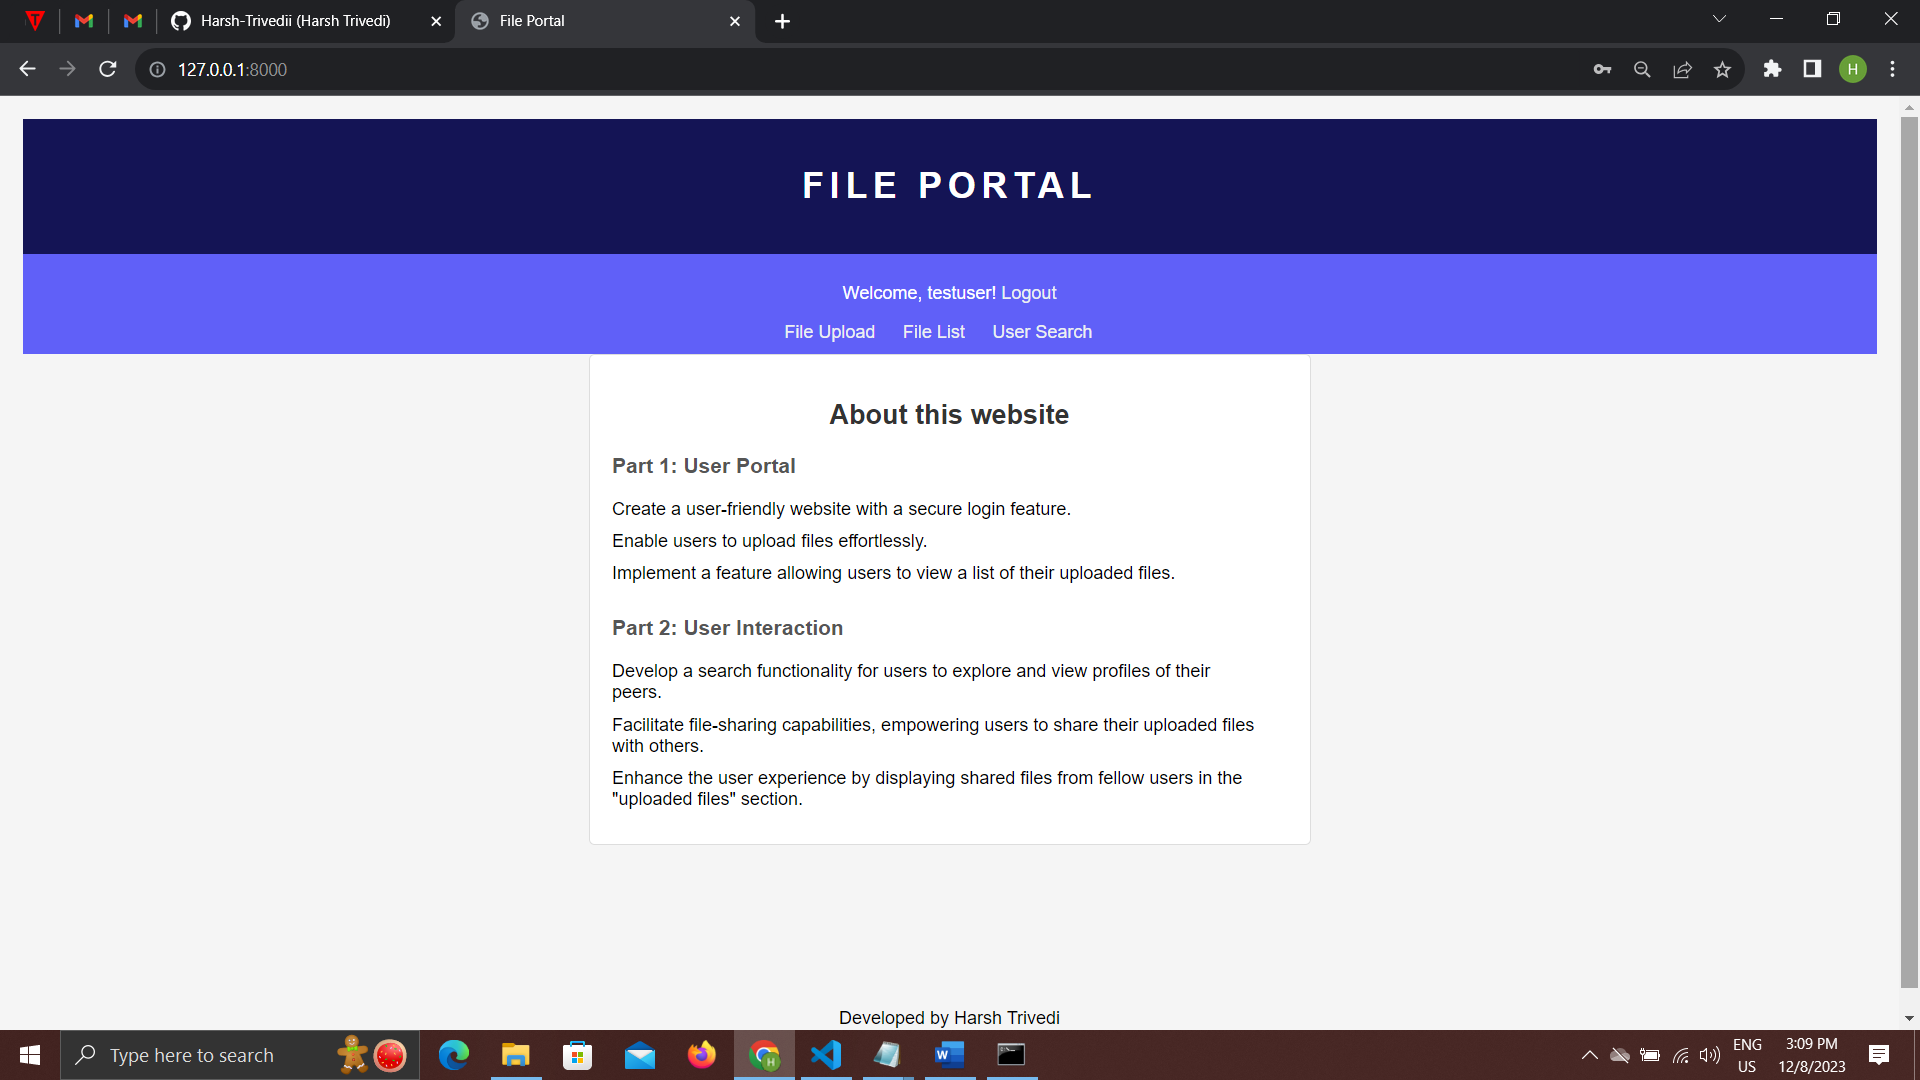 Harsh-Trivedii (Harsh Trivedi)
File Portal
127.0.0.1:8000
H
FILE PORTAL
Welcome, testuser! Logout
File Upload File List User Search
About this website
Part 1: User Portal
Create a user-friendly website with a secure login feature.
Enable users to upload files effortlessly.
Implement a feature allowing users to view a list of their uploaded files.
Part 2: User Interaction
Develop a search functionality for users to explore and view profiles of their
peers.
Facilitate file-sharing capabilities, empowering users to share their uploaded files
with others.
Enhance the user experience by displaying shared files from fellow users in the
"uploaded files" section.
Developed by Harsh Trivedi
Type here to search
ENG
US
3:09 PM
12/8/2023